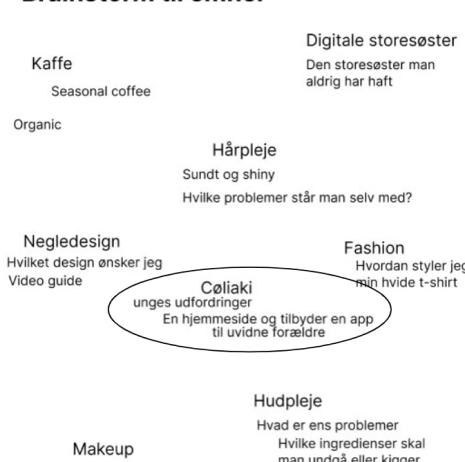 Digitale storesøster
Den storesøster man
aldrig har haft
Kaffe
Seasonal coffee
Organic
Hårpleje
Sundt og shiny
Hvilke problemer står man selv med?
Negledesign
Hvilket design ønsker jeg
Video guide
Fashion
Hvordan styler jeg
min hvide t-shirt
Cøliaki
unges udfordringer
En hjemmeside og tilbyder en app
til uvidne forældre
Hudpleje
Hvad er ens problemer
Hvilke ingredienser skal
man undgå eller kigger
Makeup